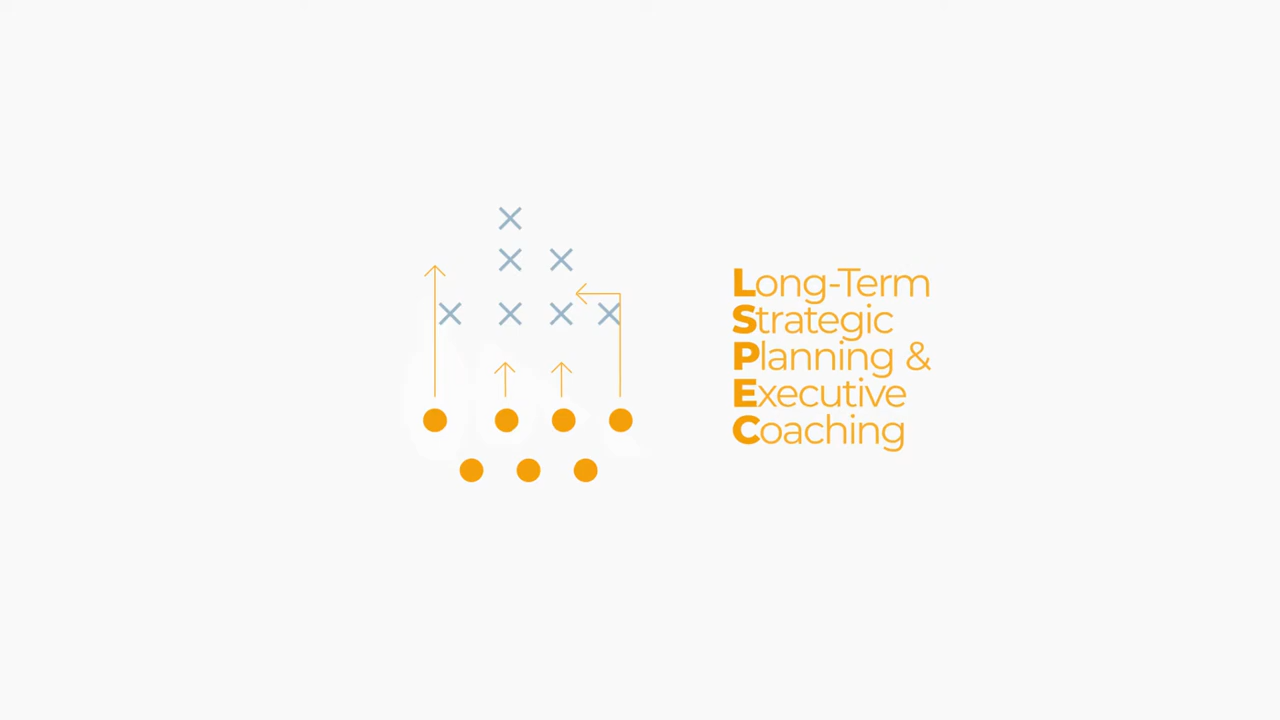 Long-Term
Strategic
Planning &
Executive
Coaching